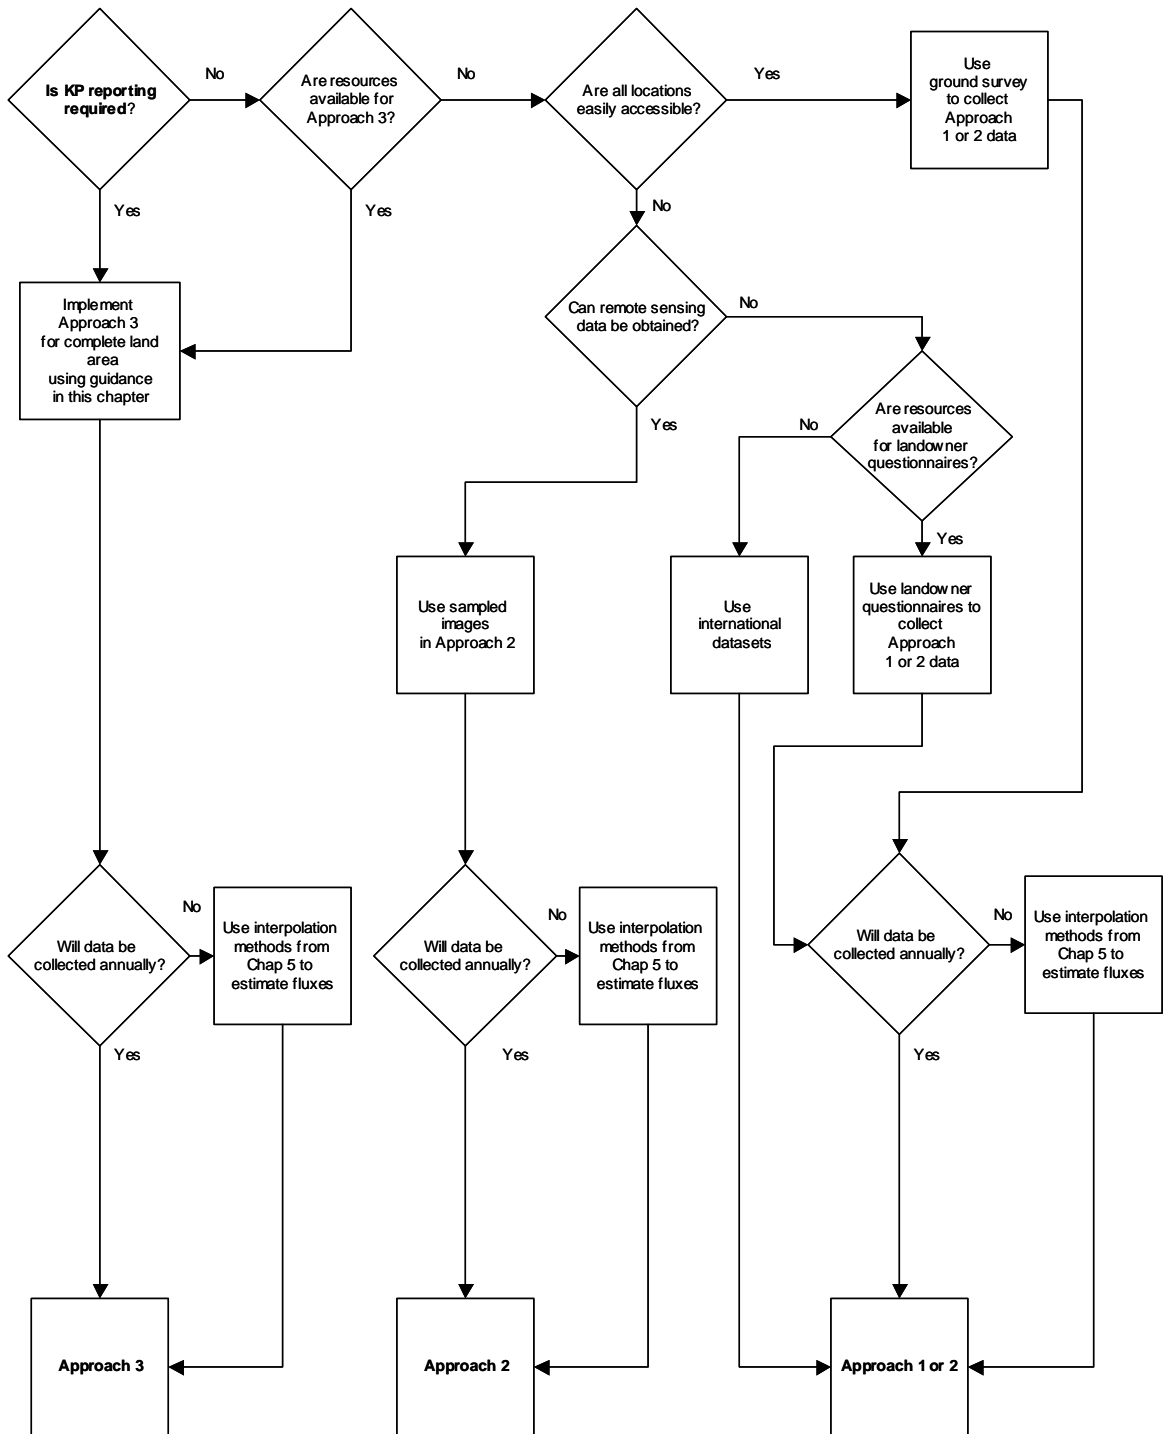 Is KP reporting
required?
No
Are resources
available for
Approach 3?
No
Are all locations
easily accessible?
Yes
Use
ground survey
to collect
Approach
1 or 2 data
Yes
Yes
No
Implement
Approach 3
for complete land
area
using guidance
in this chapter
Can remote sensing
data be obtained?
No
Yes
Are resources
available
for landowner
questionnaires?
No
Yes
Use sampled
images
in Approach 2
Use
international
datasets
Use landowner
questionnaires to
collect
Approach
1 or 2 data
Will data be
collected annually?
No
Use interpolation
methods from
Chap 5 to
estimate fluxes
Yes
Will data be
collected annually?
No
Use interpolation
methods from
Chap 5 to
estimate fluxes
Yes
Will data be
collected annually?
No
Use interpolation
methods from
Chap 5 to
estimate fluxes
Yes
Approach 3
Approach 2
Approach 1 or 2